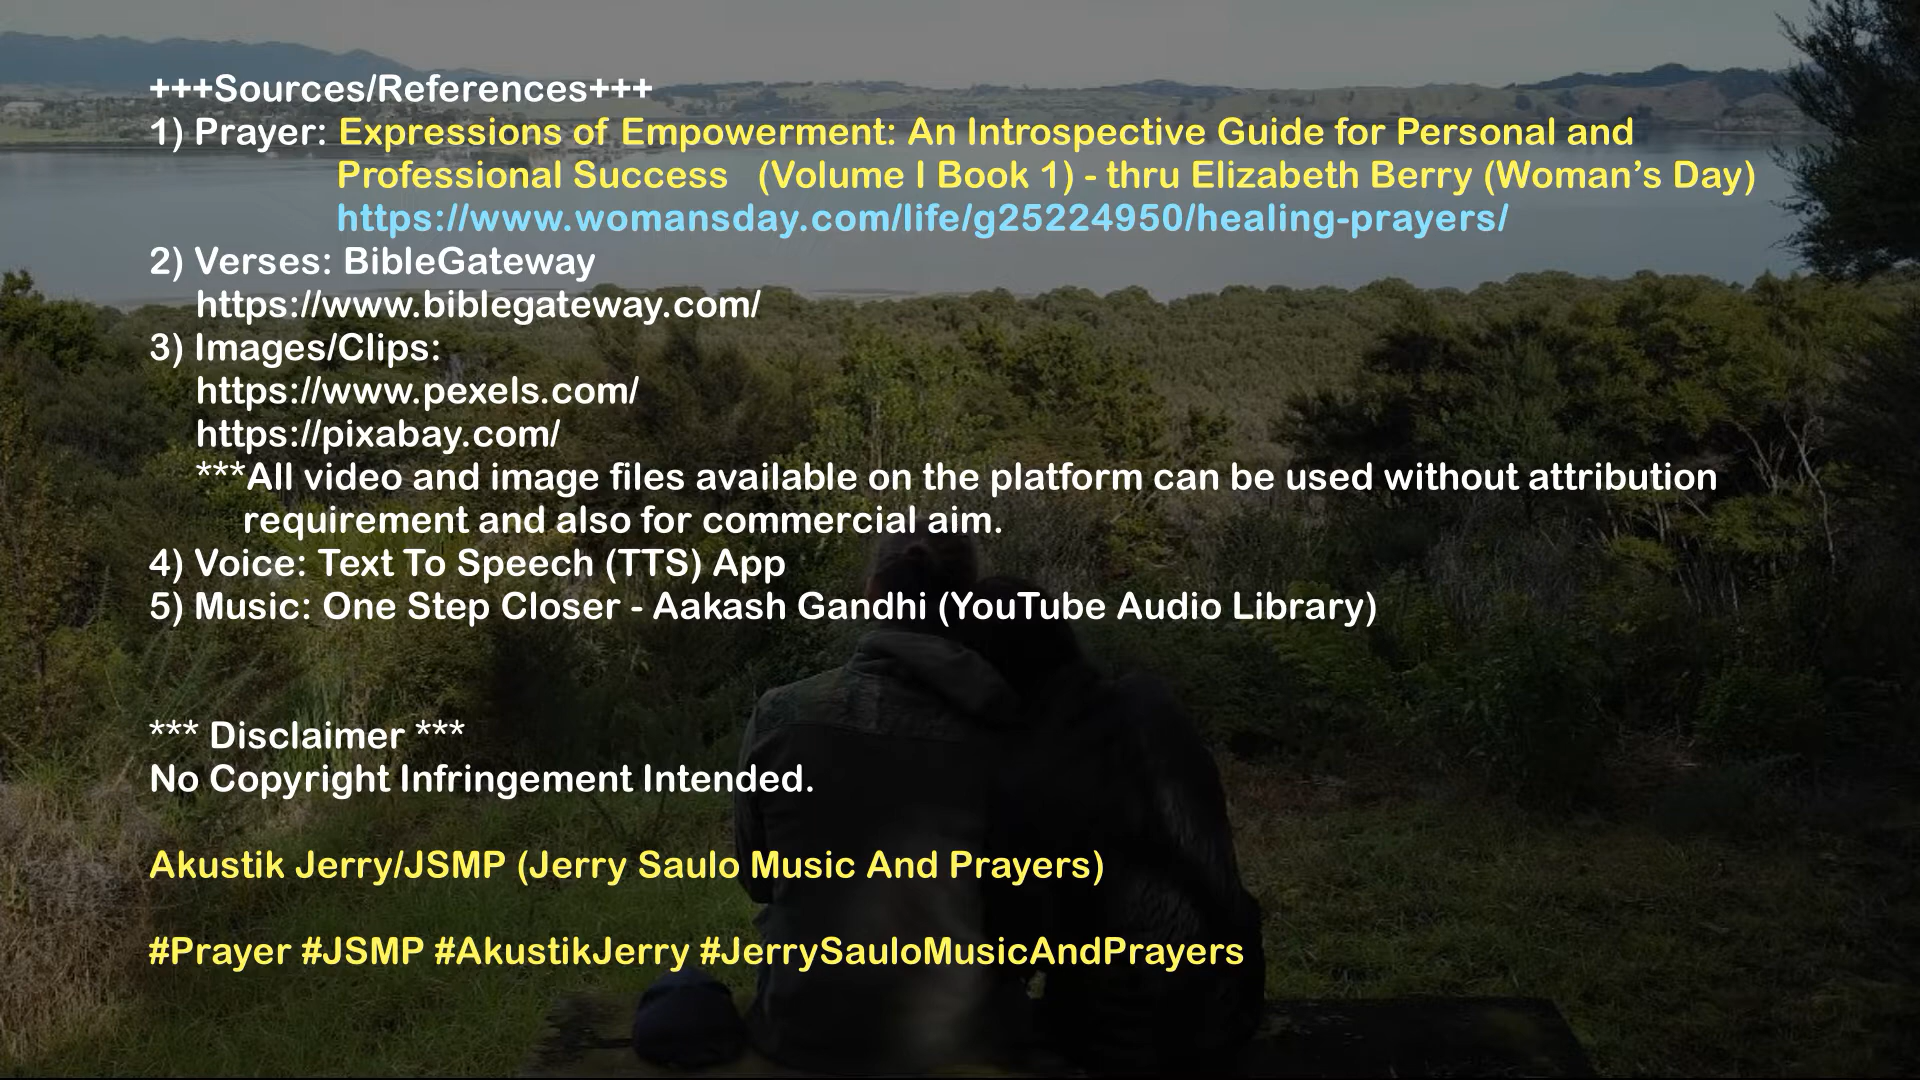 +++Sources/References+++
1) Prayer: Expressions of Empowerment: An Introspective Guide for Personal and
Professional Success (Volume I Book 1) - thru Elizabeth Berry (Woman’s Day)
https://www.womansday.com/life/g25224950/healing-prayers/
2) Verses: BibleGateway
https://www.biblegateway.com/
3) Images/Clips:
https://www.pexels.com/
https://pixabay.com/
***All video and image files available on the platform can be used without attribution
requirement and also for commercial aim.
4) Voice: Text To Speech (TTS) App
5) Music: One Step Closer - Aakash Gandhi (YouTube Audio Library)
*** Disclaimer ***
No Copyright Infringement Intended.
Akustik Jerry/JSMP (Jerry Saulo Music And Prayers)
#Prayer #JSMP #AkustikJerry #JerrySauloMusicAndPrayers